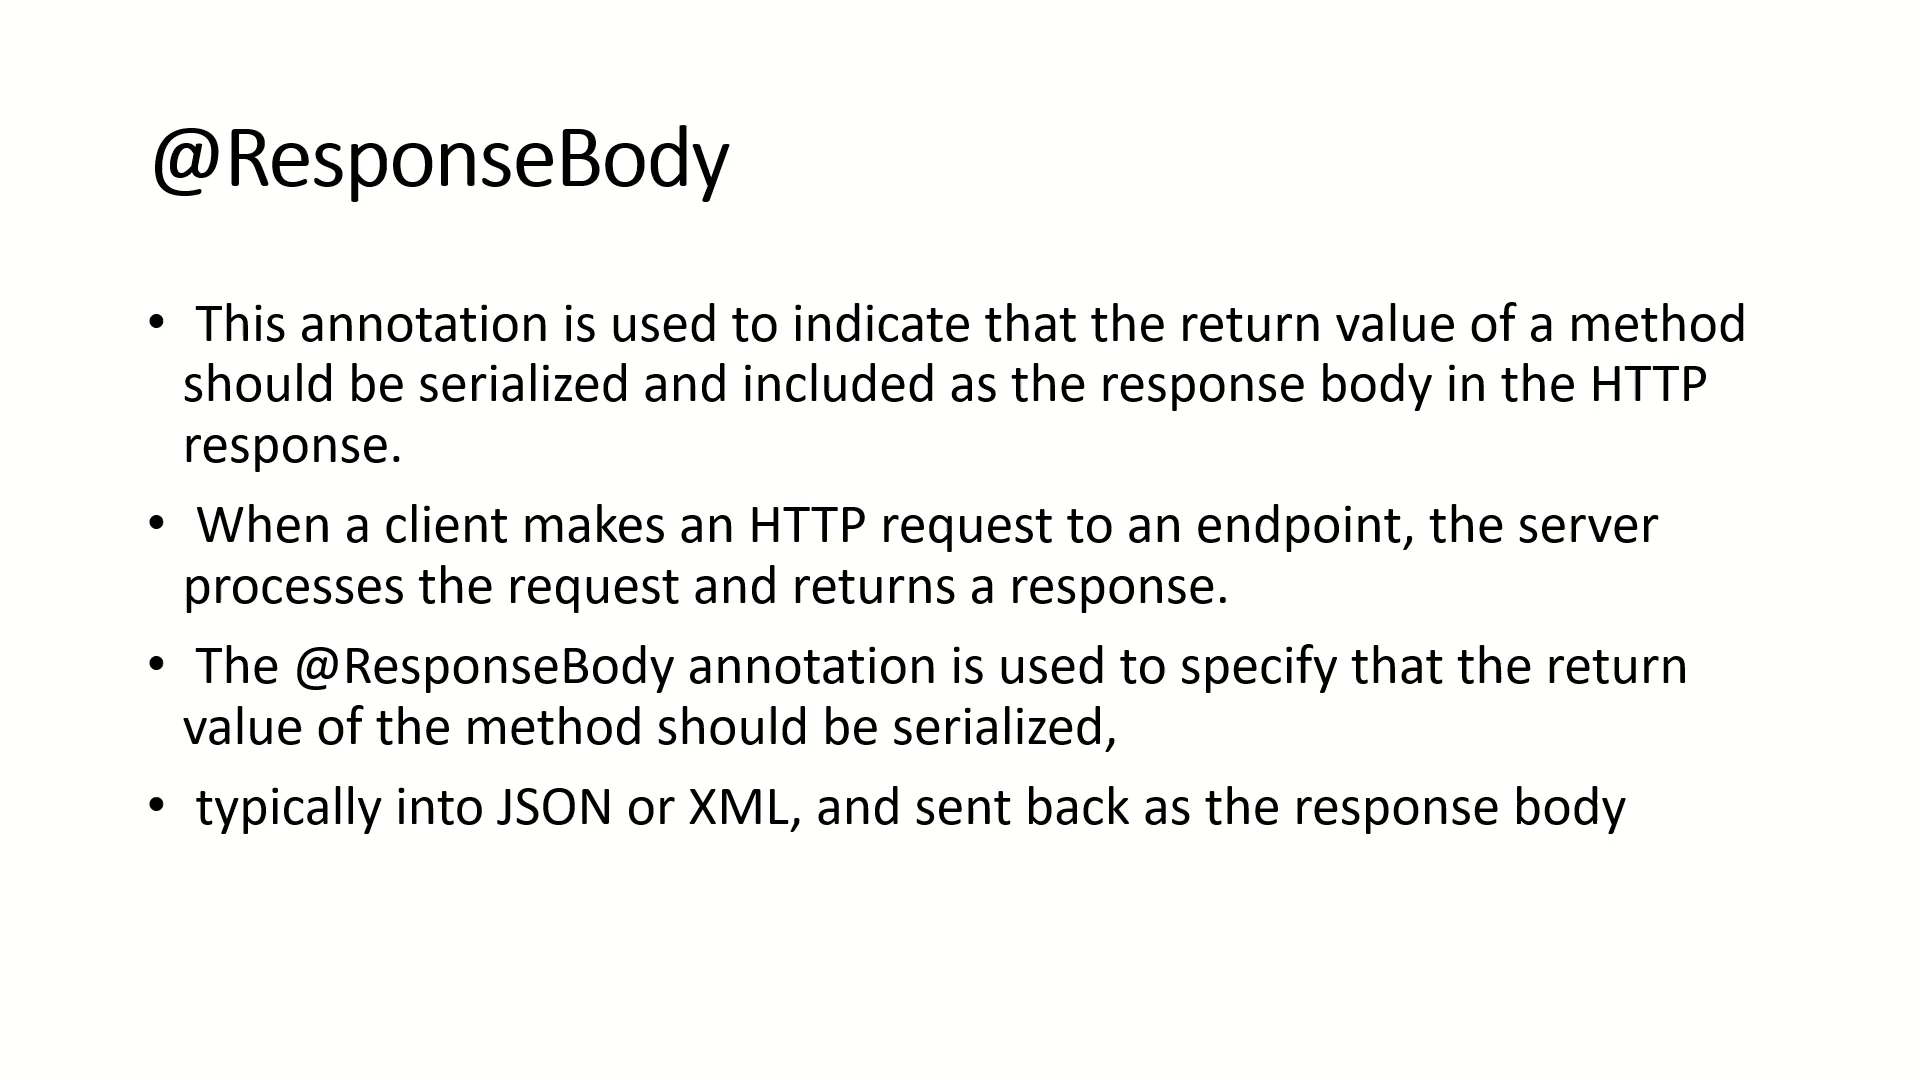 @ResponseBody
• This annotation is used to indicate that the return value of a method
should be serialized and included as the response body in the HTTP
response.
• When a client makes an HTTP request to an endpoint, the server
processes the request and returns a response.
• The @ResponseBody annotation is used to specify that the return
value of the method should be serialized,
• typically into JSON or XML, and sent back as the response body